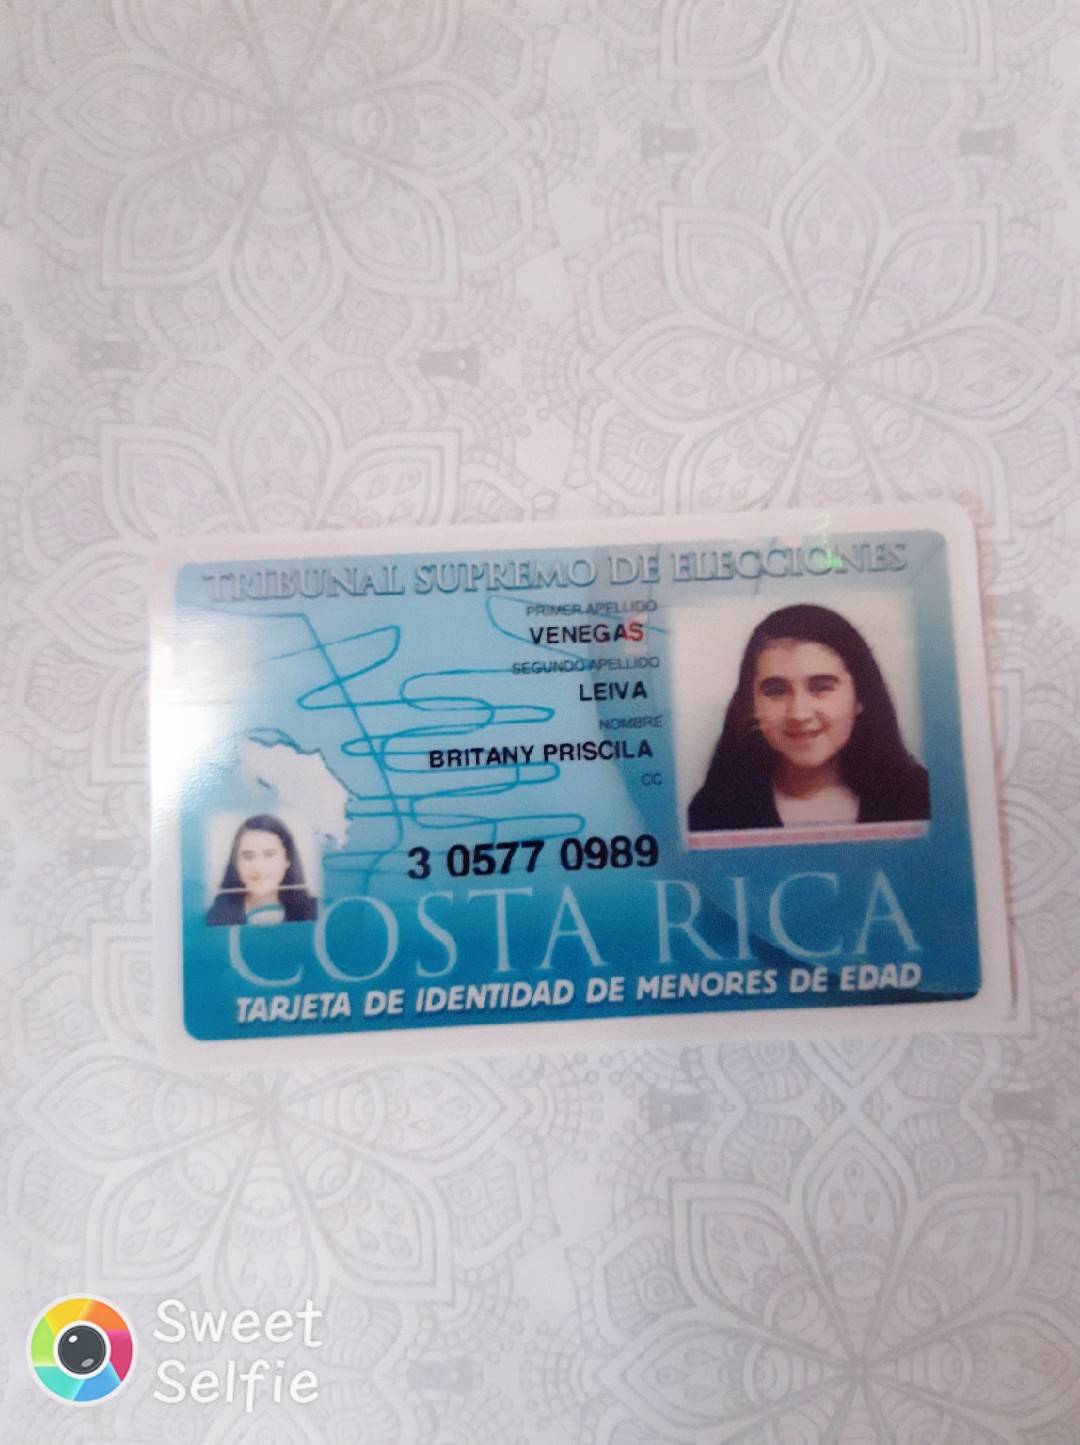 TRIBUNAL SUPREMO DE ELECCIONES
PRIMER APELLIDO
VENEGAS
SEGUNDO APELLIDO
LEIVA
NOMBRE
BRITANY PRISCILA
CC
3 0577 0989
COSTA RICA
TARJETA DE IDENTIDAD DE MENORES DE EDAD
Sweet
Selfie